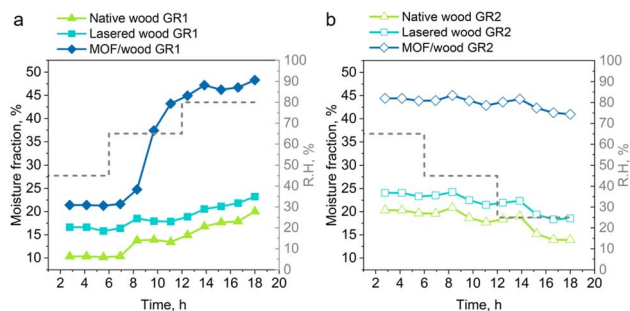 a
Native wood GR1
Lasered wood GR1
MOF/wood GR1
Moisture fraction, %
50
45
40
35
30
25
20
15
10
100
90
80
70
60
50
40
30
20
10
0
R.H, %
2 4 6 8 10 12 14 16 18
Time, h
b
Native wood GR2
Lasered wood GR2
MOF/wood GR2
Moisture fraction, %
50
45
40
35
30
25
20
15
10
100
90
80
70
60
50
40
30
20
10
0
R.H, %
2 4 6 8 10 12 14 16 18
Time, h